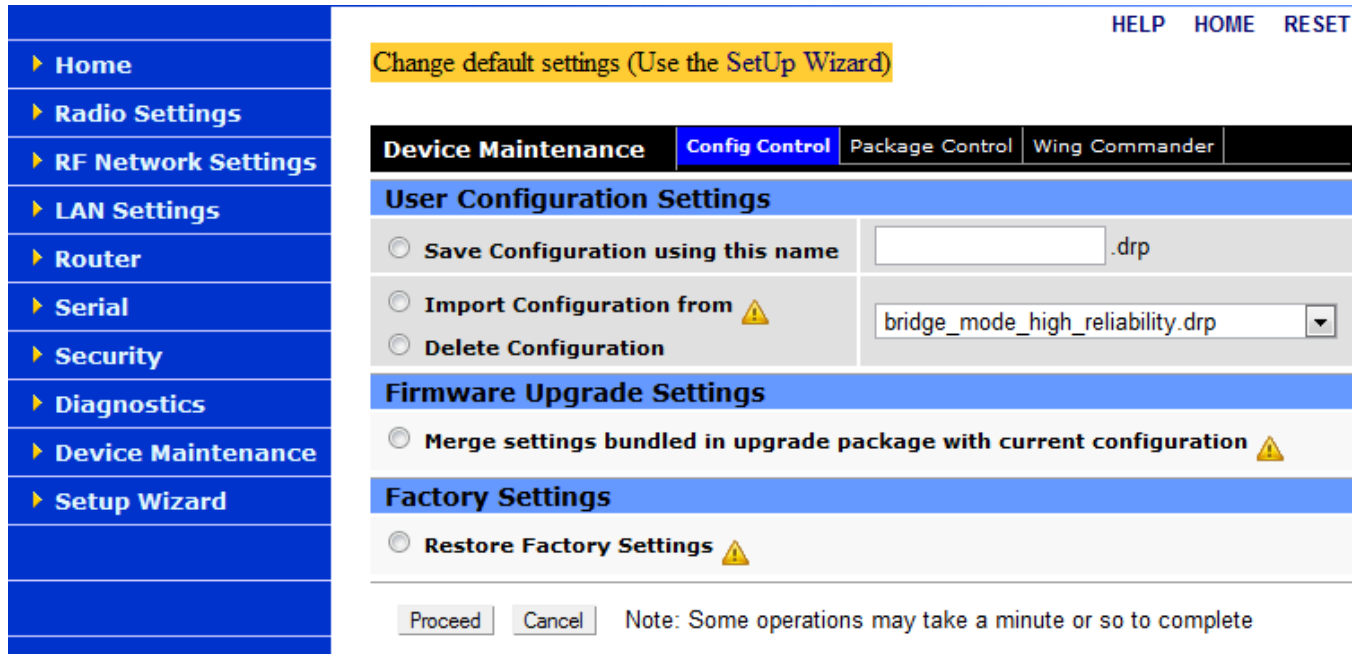 HELP HOME RESET
Home
Radio Settings
RF Network Settings
LAN Settings
Router
Serial
Security
Diagnostics
Device Maintenance
Setup Wizard
Change default settings (Use the SetUp Wizard)
Device Maintenance Config Control Package Control Wing Commander
User Configuration Settings
Save Configuration using this name .drp
Import Configuration from
Delete Configuration
bridge_mode_high_reliability.drp
Firmware Upgrade Settings
Merge settings bundled in upgrade package with current configuration
Factory Settings
Restore Factory Settings
Proceed Cancel Note: Some operations may take a minute or so to complete